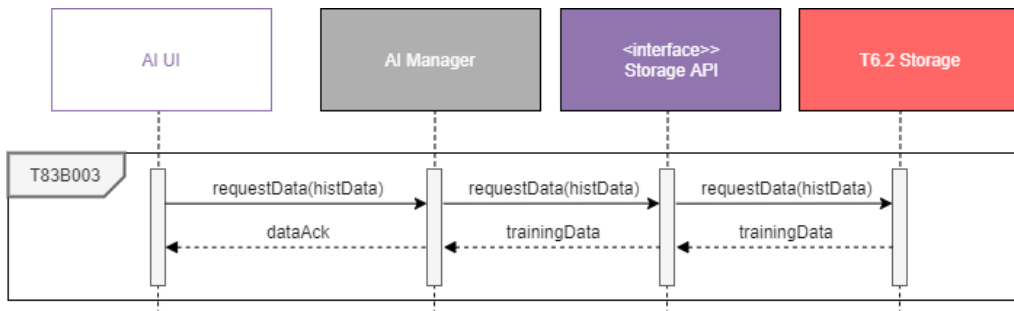 AI UI
AI Manager
<interface>>
Storage API
T6.2 Storage
T83B003
requestData(histData)
requestData(histData)
requestData(histData)
dataAck
trainingData
trainingData